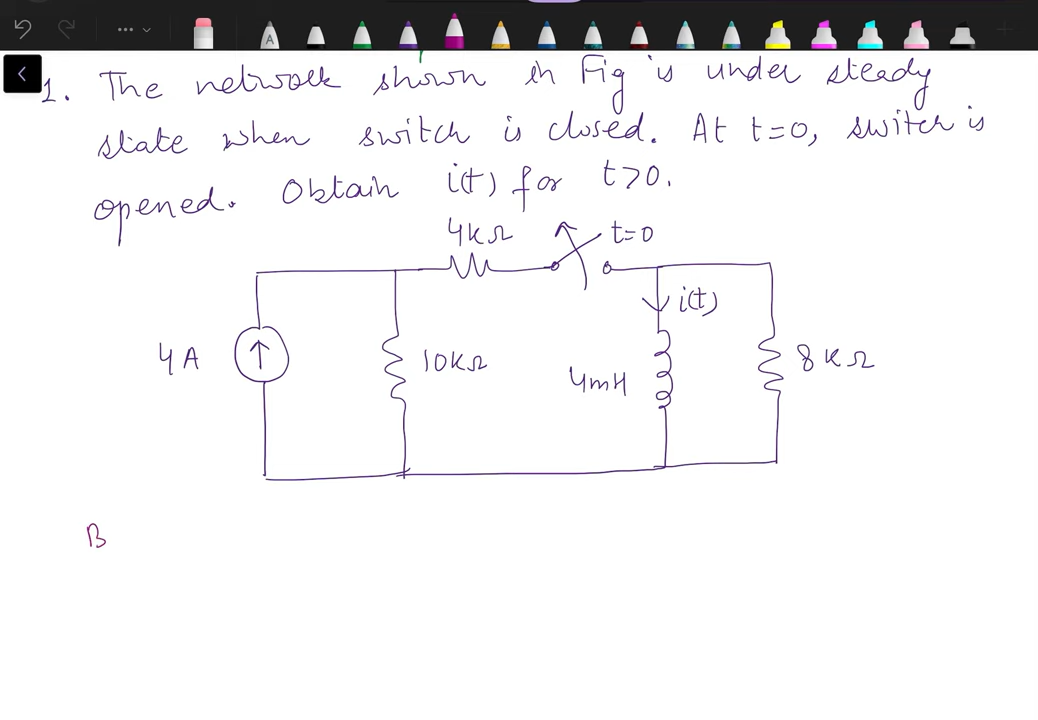 1. The network shown in Fig is under steady
state when switch is closed. At t=0, switch is
opened. Obtain i(t) for t>0.
4KΩ
t=0
i(t)
4A
10KΩ
4mH
8KΩ
B
A